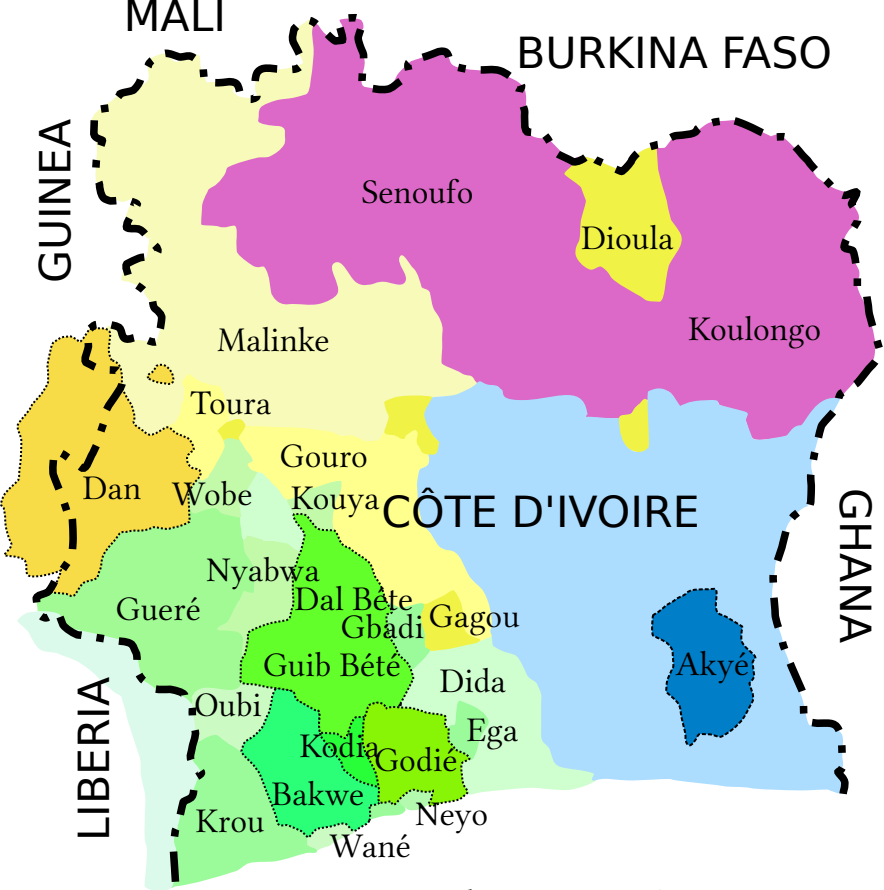 MALI
BURKINA FASO
GUINEA
Senoufo
Dioula
Koulongo
Malinke
Toura
Gouro
Dan
Wobe
Kouya
CÔTE D'IVOIRE
GHANA
Nyabwa
Dal Béte
Gueré
Gbadi
Gagou
Guib Bété
Akyé
Dida
LIBERIA
Oubi
Ega
Kodia
Godié
Bakwe
Krou
Neyo
Wané